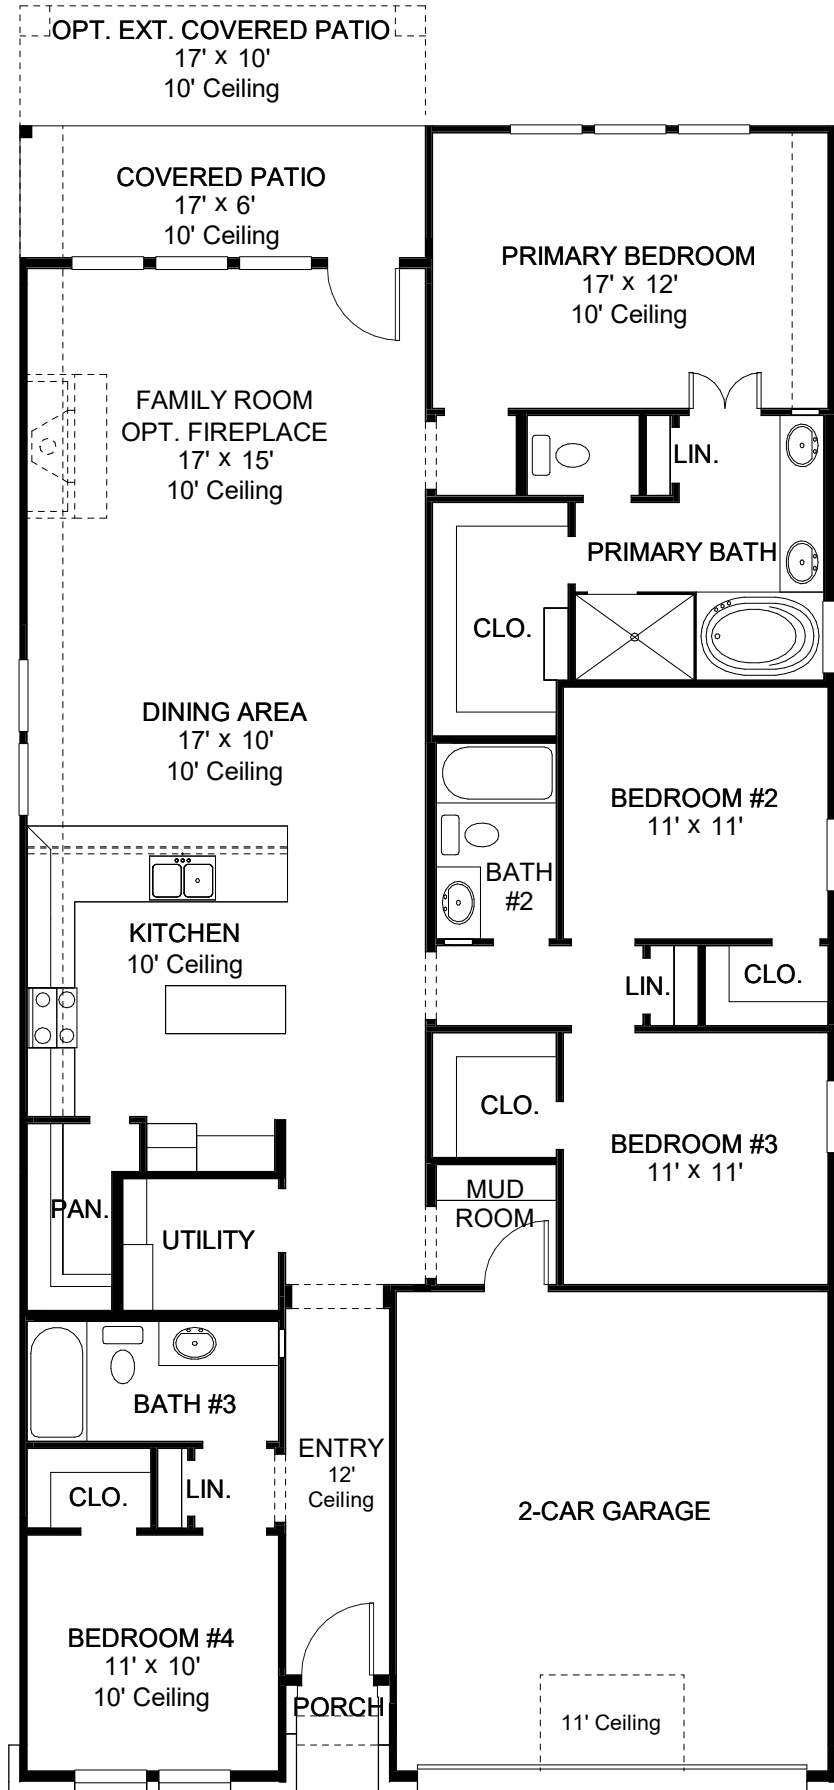 OPT. EXT. COVERED PATIO
17' x 10'
10' Ceiling
COVERED PATIO
17' x 6'
10' Ceiling
PRIMARY BEDROOM
17' x 12'
10' Ceiling
FAMILY ROOM
OPT. FIREPLACE
17' x 15'
10' Ceiling
LIN.
PRIMARY BATH
CLO.
DINING AREA
17' x 10'
10' Ceiling
BEDROOM #2
11' x 11'
BATH
#2
KITCHEN
10' Ceiling
LIN.
CLO.
CLO.
BEDROOM #3
11' x 11'
MUD
ROOM
PAN.
UTILITY
BATH #3
ENTRY
12'
Ceiling
CLO.
LIN.
2-CAR GARAGE
BEDROOM #4
11' x 10'
10' Ceiling
PORCH
11' Ceiling